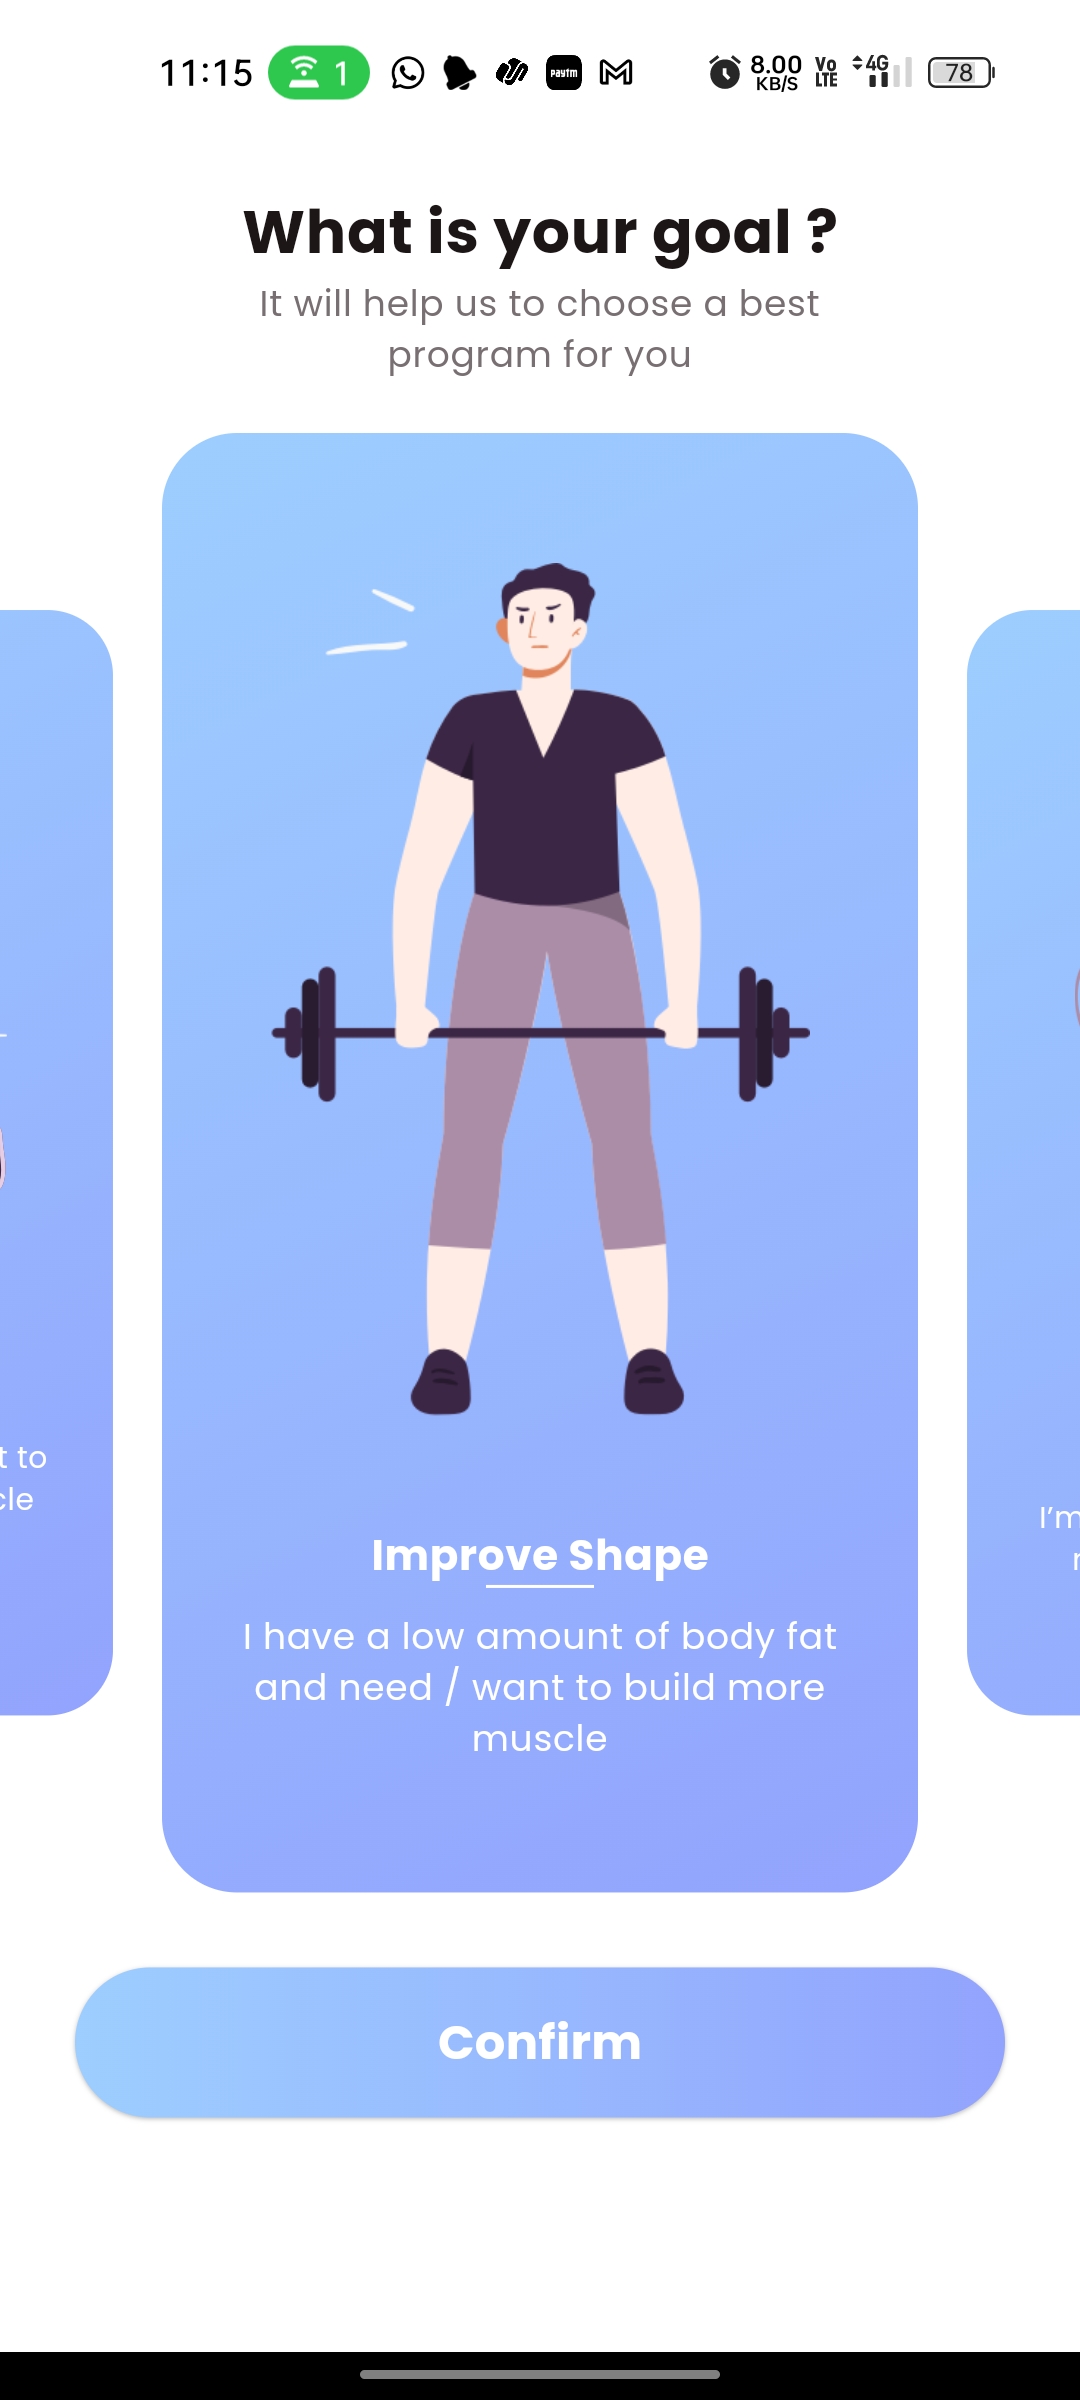 11:15
1
paytm
8.00
KB/S
Vo
LTE
4G
78
What is your goal ?
It will help us to choose a best
program for you
t to
cle
I'm
Improve Shape
I have a low amount of body fat
and need / want to build more
muscle
Confirm